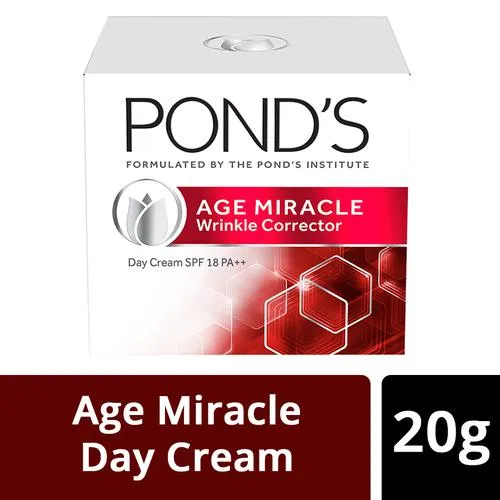 POND'S
FORMULATED BY THE POND'S INSTITUTE
AGE MIRACLE
Wrinkle Corrector
Day Cream SPF 18 PA++
Age Miracle
Day Cream
20g